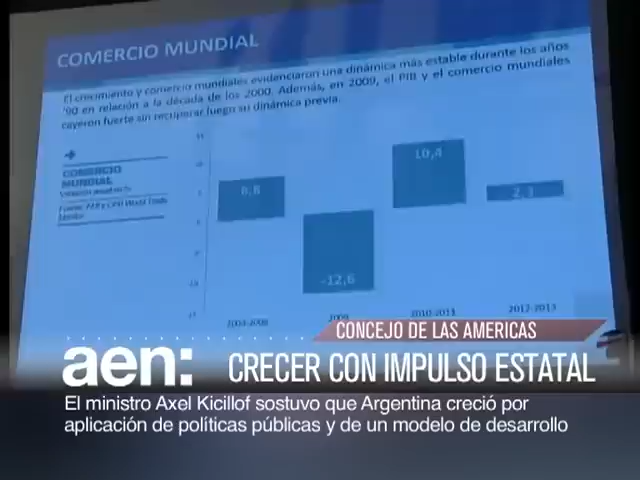 COMERCIO MUNDIAL
El crecimiento y comercio mundiales evidenciaron una dinámica más estable durante los años
'90 en relación a la década de los 2000. Además, en 2009, el PIB y el comercio mundiales
cayeron fuerte sin recuperar luego su dinámica previa.
COMERCIO
MUNDIAL
10,4
-12,6
2009
2010-2011
2012-2013
CONCEJO DE LAS AMERICAS
aen:
CRECER CON IMPULSO ESTATAL
El ministro Axel Kicillof sostuvo que Argentina creció por
aplicación de políticas públicas y de un modelo de desarrollo